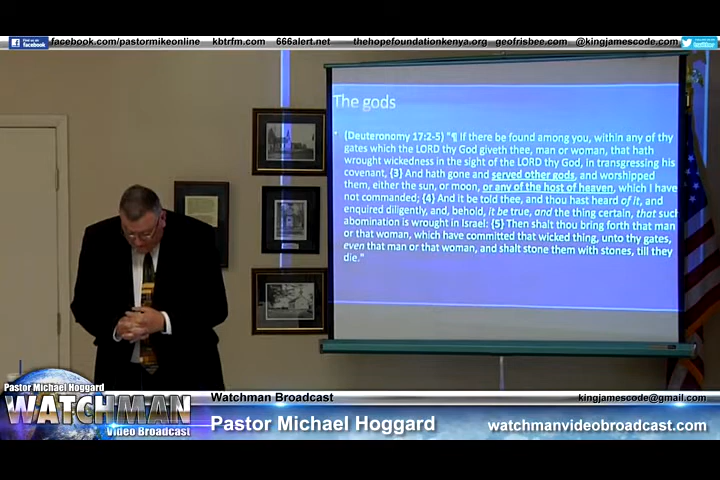 facebook.com/pastormikeonline kbtrfm.com 666alert.net thehopefoundationkenya.org geofrisbee.com @kingjamescode.com
Find us on
facebook
twitter
The gods
• (Deuteronomy 17:2-5) "¶ If there be found among you, within any of thy
gates which the LORD thy God giveth thee, man or woman, that hath
wrought wickedness in the sight of the LORD thy God, in transgressing his
covenant, {3} And hath gone and served other gods, and worshipped
them, either the sun, or moon, or any of the host of heaven, which I have
not commanded; {4} And it be told thee, and thou hast heard of it, and
enquired diligently, and, behold, it be true, and the thing certain, that such
abomination is wrought in Israel: {5} Then shalt thou bring forth that man
or that woman, which have committed that wicked thing, unto thy gates,
even that man or that woman, and shalt stone them with stones, till they
die."
Pastor Michael Hoggard
WATCHMAN
Video Broadcast
Watchman Broadcast kingjamescode@gmail.com
Pastor Michael Hoggard watchmanvideobroadcast.com